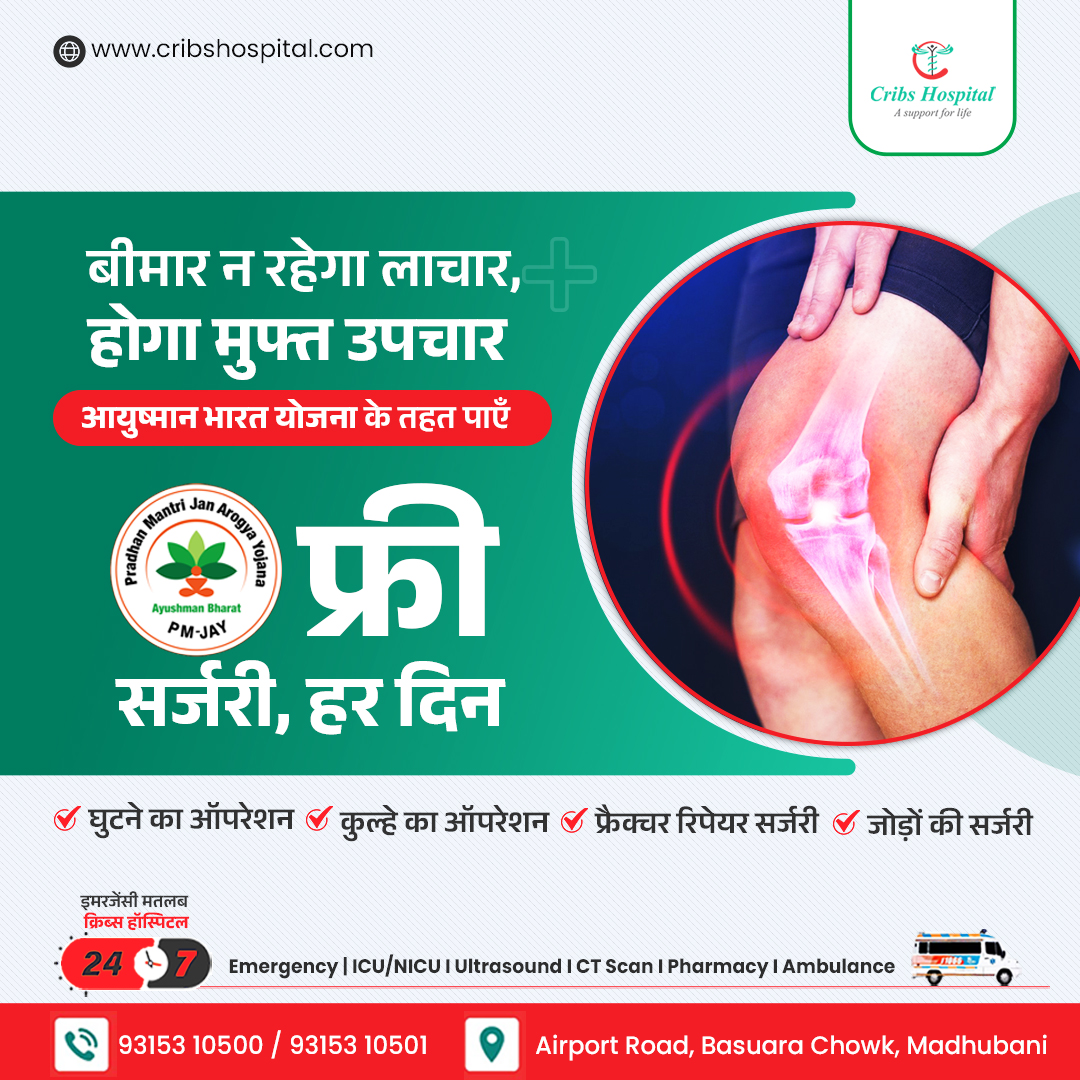 www.cribshospital.com
Cribs Hospital
A support for life
बीमार न रहेगा लाचार,
होगा मुफ्त उपचार
आयुष्मान भारत योजना के तहत पाएँ
Pradhan Mantri Jan Arogya Yojana
Ayushman Bharat
PM-JAY
फ्री
सर्जरी, हर दिन
घुटने का ऑपरेशन
कुल्हे का ऑपरेशन
फ्रैक्चर रिपेयर सर्जरी
जोड़ों की सर्जरी
इमरजेंसी मतलब
क्रिब्स हॉस्पिटल
24 7
Emergency | ICU/NICU I Ultrasound I CT Scan I Pharmacy I Ambulance
93153 10500 / 93153 10501
Airport Road, Basuara Chowk, Madhubani